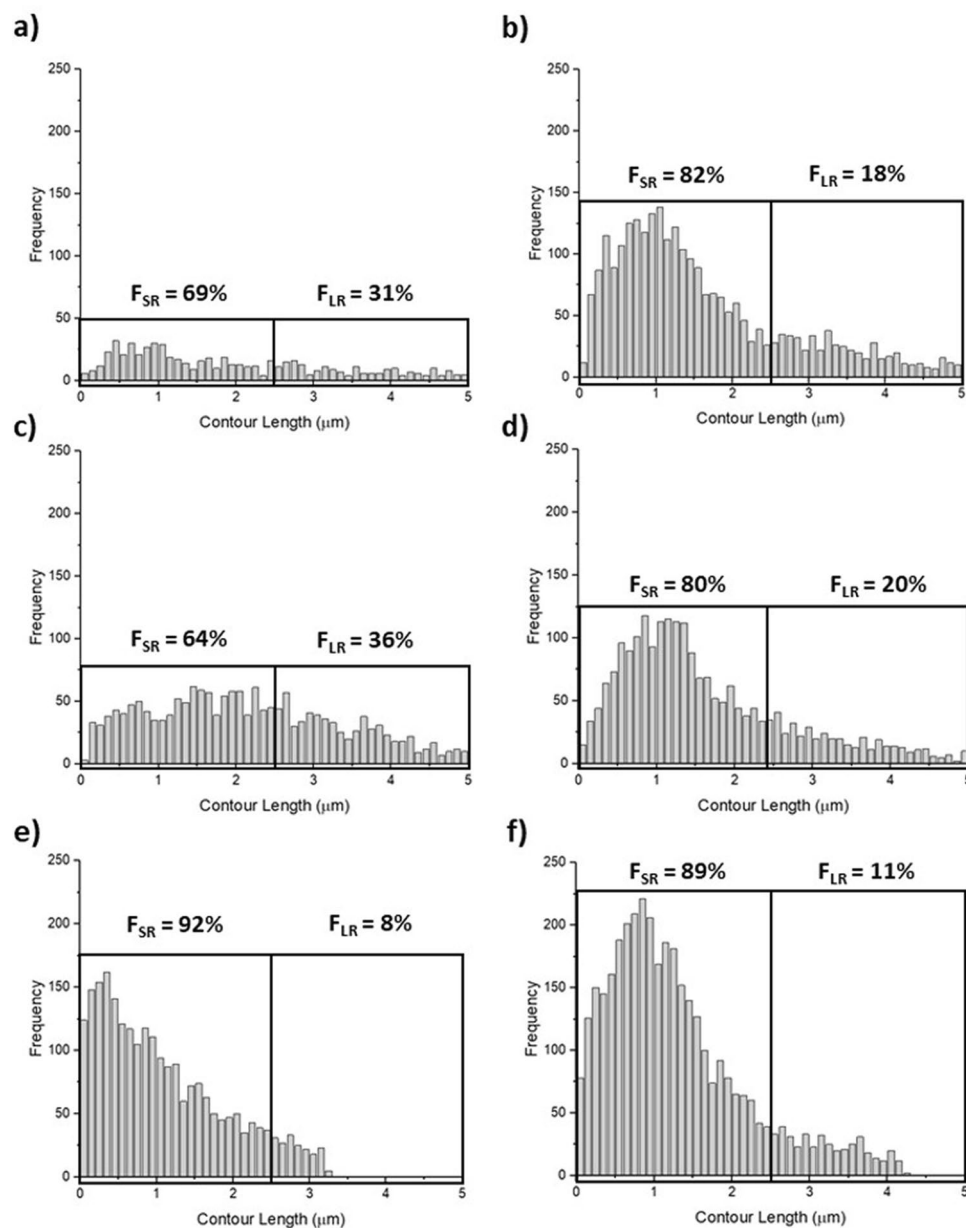 a)
250
200
150
100
50
0
Frequency
F_SR = 69%
F_LR = 31%
0 1 2 3 4 5
Contour Length (μm)
b)
250
200
150
100
50
0
Frequency
F_SR = 82%
F_LR = 18%
0 1 2 3 4 5
Contour Length (μm)
c)
250
200
150
100
50
0
Frequency
F_SR = 64%
F_LR = 36%
0 1 2 3 4 5
Contour Length (μm)
d)
250
200
150
100
50
0
Frequency
F_SR = 80%
F_LR = 20%
0 1 2 3 4 5
Contour Length (μm)
e)
250
200
150
100
50
0
Frequency
F_SR = 92%
F_LR = 8%
0 1 2 3 4 5
Contour Length (μm)
f)
250
200
150
100
50
0
Frequency
F_SR = 89%
F_LR = 11%
0 1 2 3 4 5
Contour Length (μm)